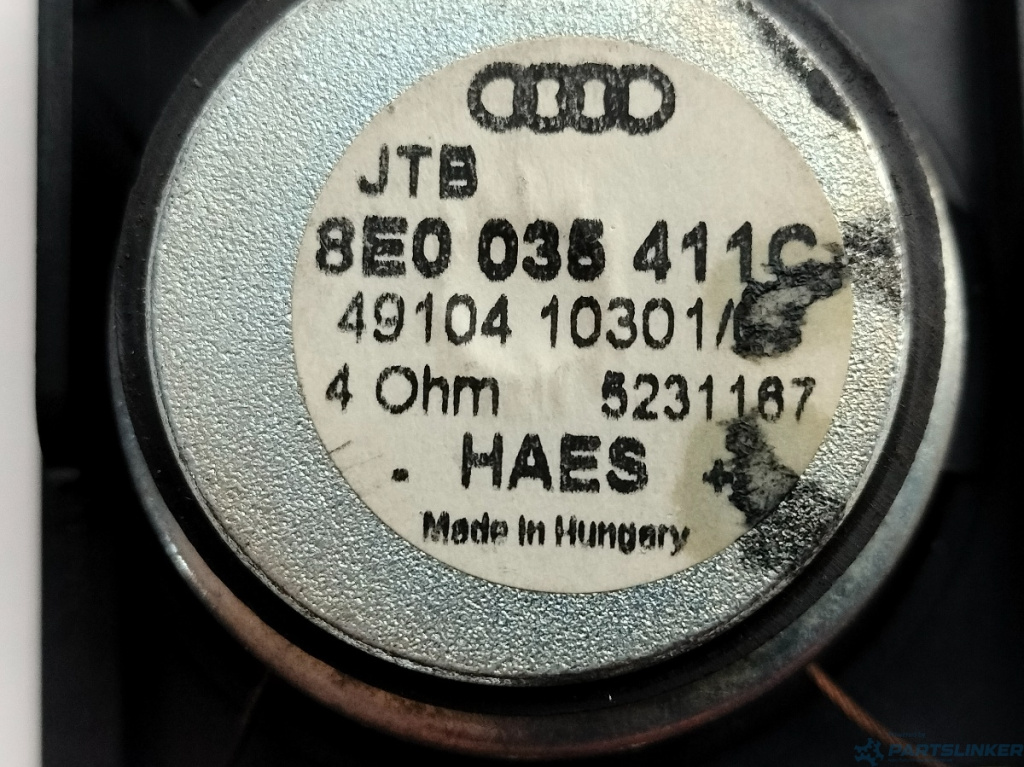 JTB
8E0 035 411C
49104 10301/
4 Ohm 5231167
- HAES +
Made In Hungary
PARTSLINKER